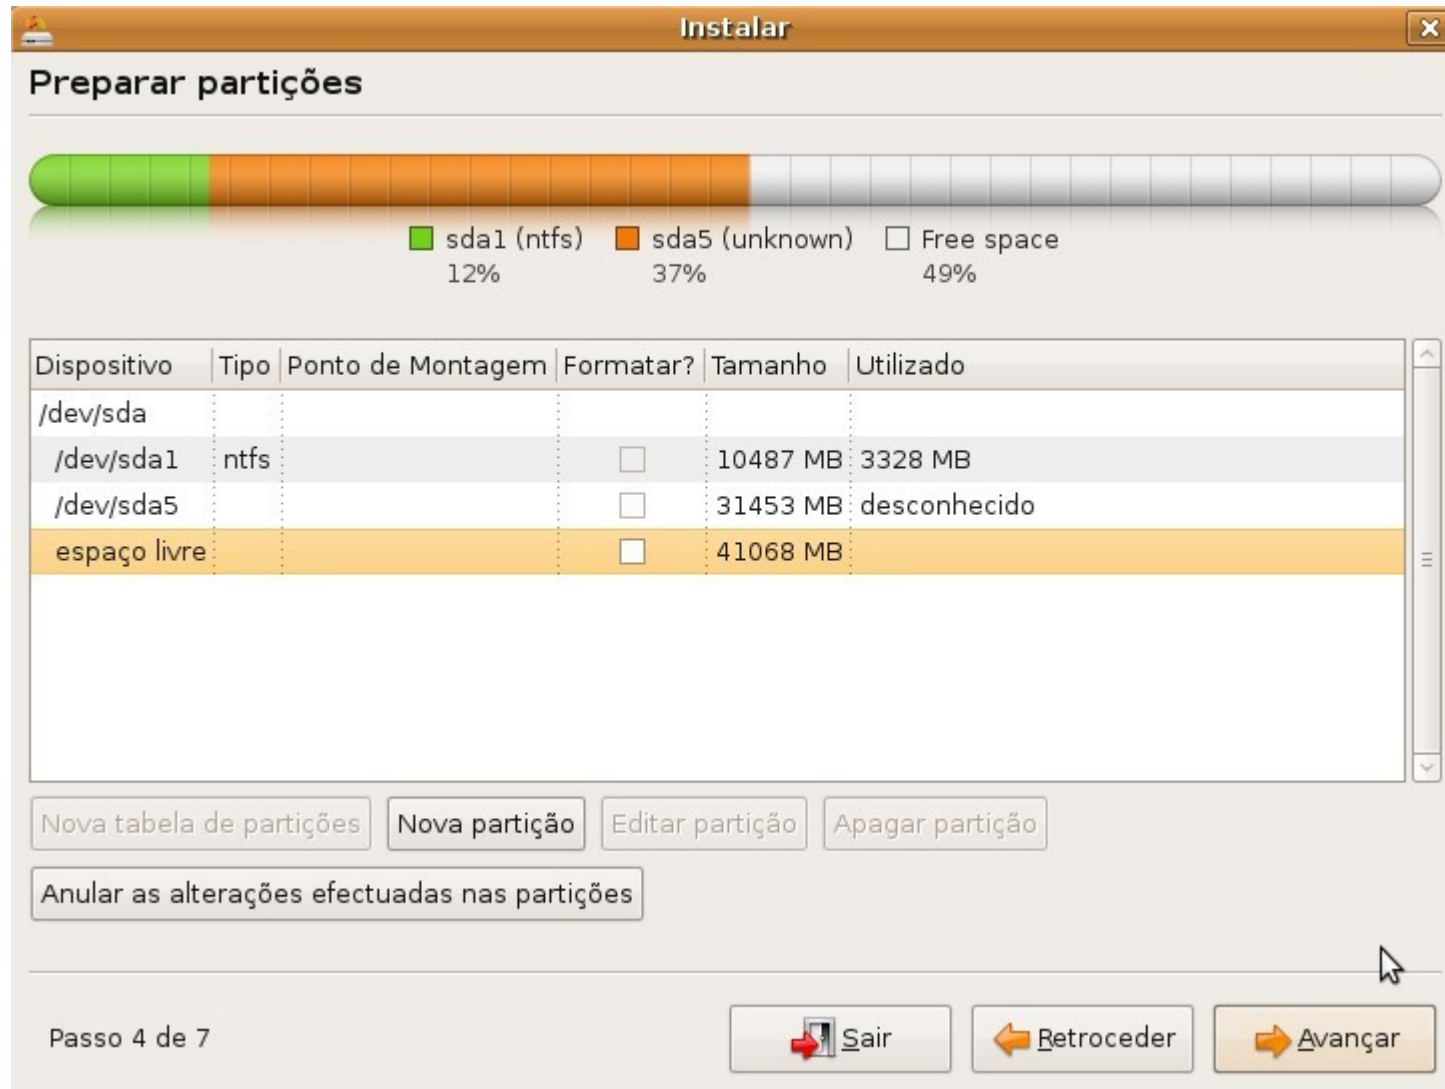 Instalar
Preparar partições
sda1 (ntfs) sda5 (unknown) Free space
12% 37% 49%
Dispositivo Tipo Ponto de Montagem Formatar? Tamanho Utilizado
/dev/sda
/dev/sda1 ntfs 10487 MB 3328 MB
/dev/sda5 31453 MB desconhecido
espaço livre 41068 MB
Nova tabela de partições Nova partição Editar partição Apagar partição
Anular as alterações efectuadas nas partições
Passo 4 de 7 Sair Retroceder Avançar